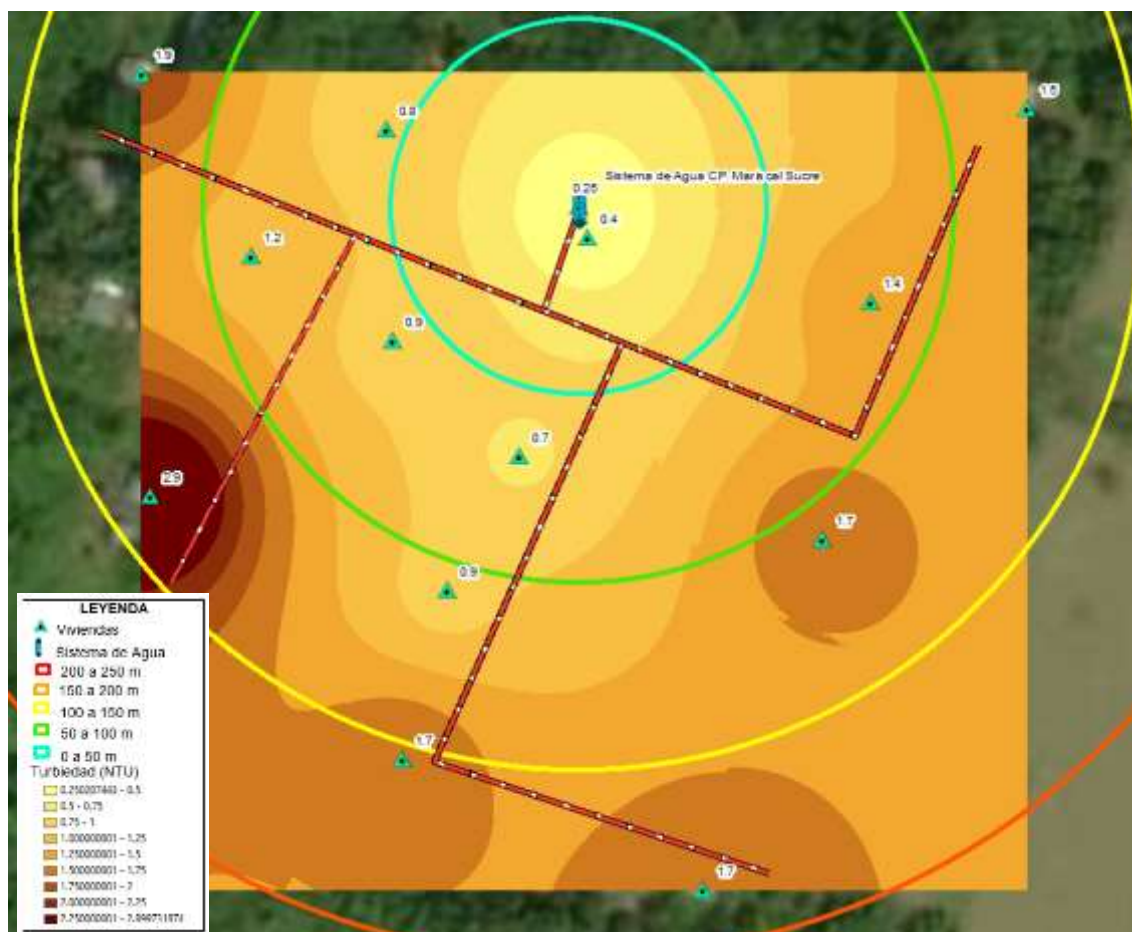 1.9
1.6
0.8
Sistema de Agua CP. Mariscal Sucre
0.25
0.4
1.2
1.4
0.9
0.7
2.9
1.7
0.9
LEYENDA
Viviendas
Sistema de Agua
200 a 250 m
150 a 200 m
100 a 150 m
50 a 100 m
0 a 50 m
Turbiedad (NTU)
0.250207443 - 0.5
0.5 - 0.75
0.75 - 1
1.000000001 - 1.25
1.250000001 - 1.5
1.500000001 - 1.75
1.750000001 - 2
2.000000001 - 2.25
1.7
1.7